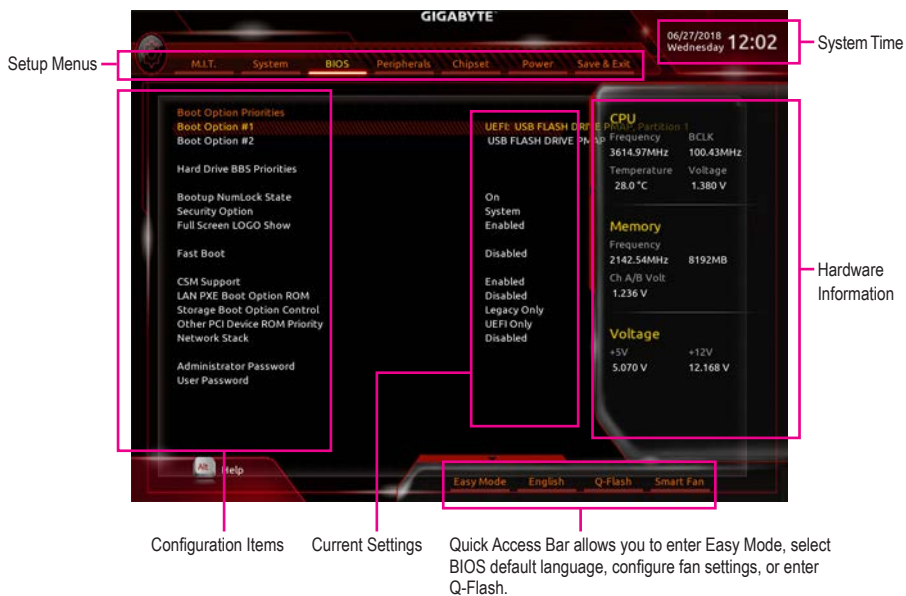 GIGABYTE
06/27/2018
Wednesday
12:02
System Time
Setup Menus
M.I.T. System BIOS Peripherals Chipset Power Save & Exit
Boot Option Priorities
Boot Option #1 UEFI: USB FLASH DRIVE PMAP, Partition 1
Boot Option #2 USB FLASH DRIVE PMAP
Hard Drive BBS Priorities
Bootup NumLock State On
Security Option System
Full Screen LOGO Show Enabled
Fast Boot Disabled
CSM Support Enabled
LAN PXE Boot Option ROM Disabled
Storage Boot Option Control Legacy Only
Other PCI Device ROM Priority UEFI Only
Network Stack Disabled
Administrator Password
User Password
CPU
Frequency BCLK
3614.97MHz 100.43MHz
Temperature Voltage
28.0 °C 1.380 V
Memory
Frequency
2142.54MHz 8192MB
Ch A/B Volt
1.236 V
Voltage
+5V +12V
5.070 V 12.168 V
Hardware
Information
Alt Help
Easy Mode English Q-Flash Smart Fan
Configuration Items
Current Settings
Quick Access Bar allows you to enter Easy Mode, select
BIOS default language, configure fan settings, or enter
Q-Flash.